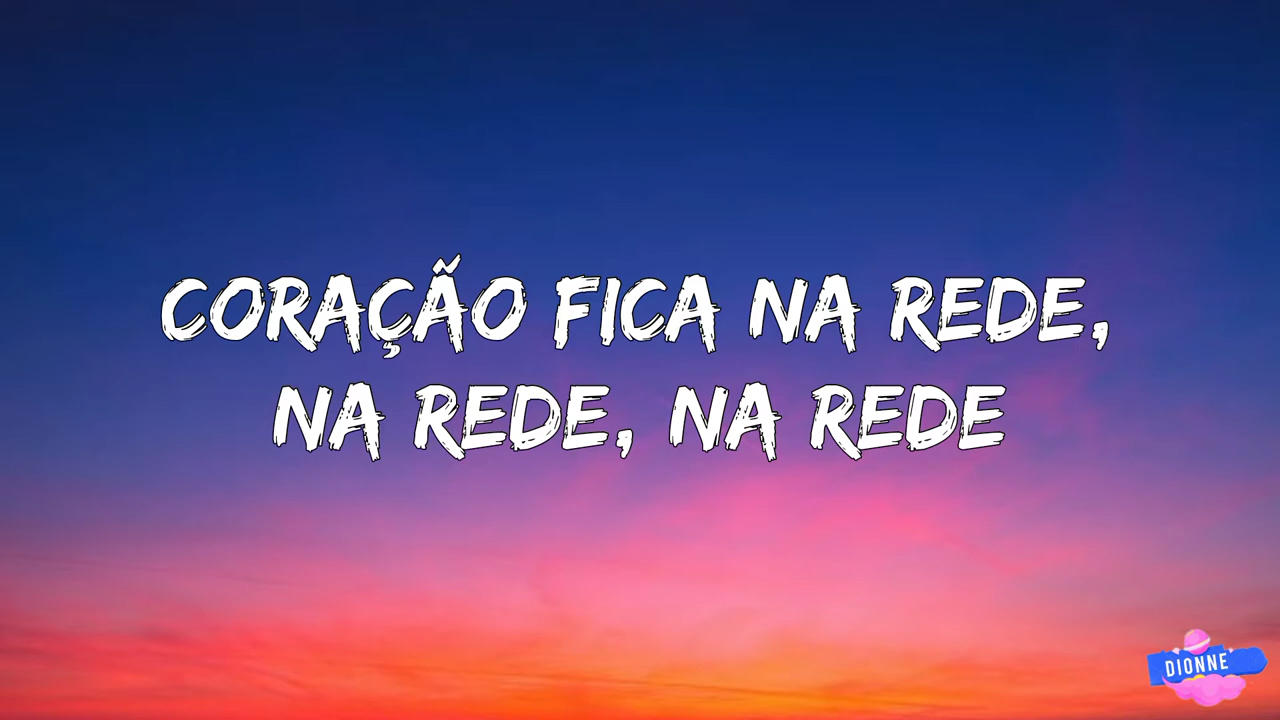 CORAÇÃO FICA NA REDE,
NA REDE, NA REDE
DIONNE